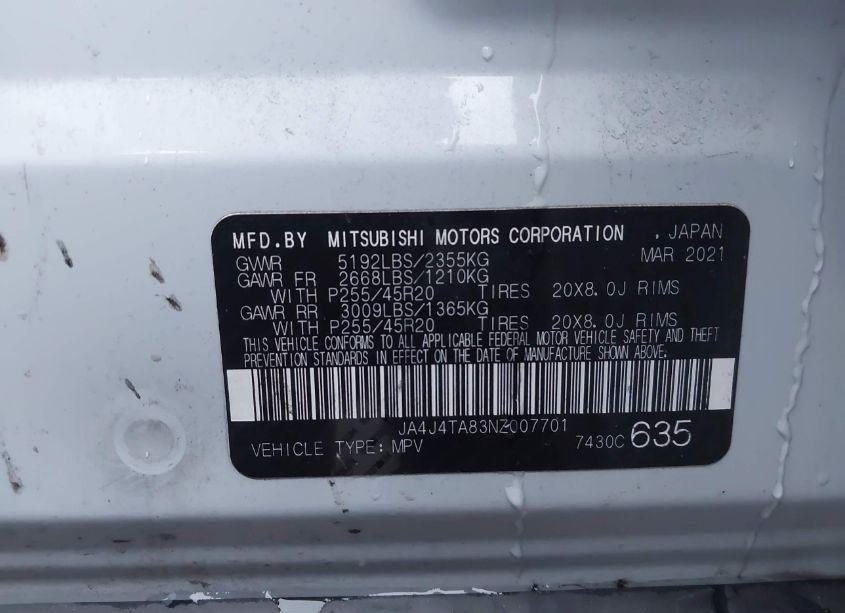 MFD.BY MITSUBISHI MOTORS CORPORATION . JAPAN
GVWR 5192LBS/2355KG MAR 2021
GAWR FR 2668LBS/1210KG
WITH P255/45R20 TIRES 20X8.0J RIMS
GAWR RR 3009LBS/1365KG
WITH P255/45R20 TIRES 20X8.0J RIMS
THIS VEHICLE CONFORMS TO ALL APPLICABLE FEDERAL MOTOR VEHICLE SAFETY AND THEFT
PREVENTION STANDARDS IN EFFECT ON THE DATE OF MANUFACTURE SHOWN ABOVE.
JA4J4TA83NZ007701
VEHICLE TYPE: MPV 7430C 635